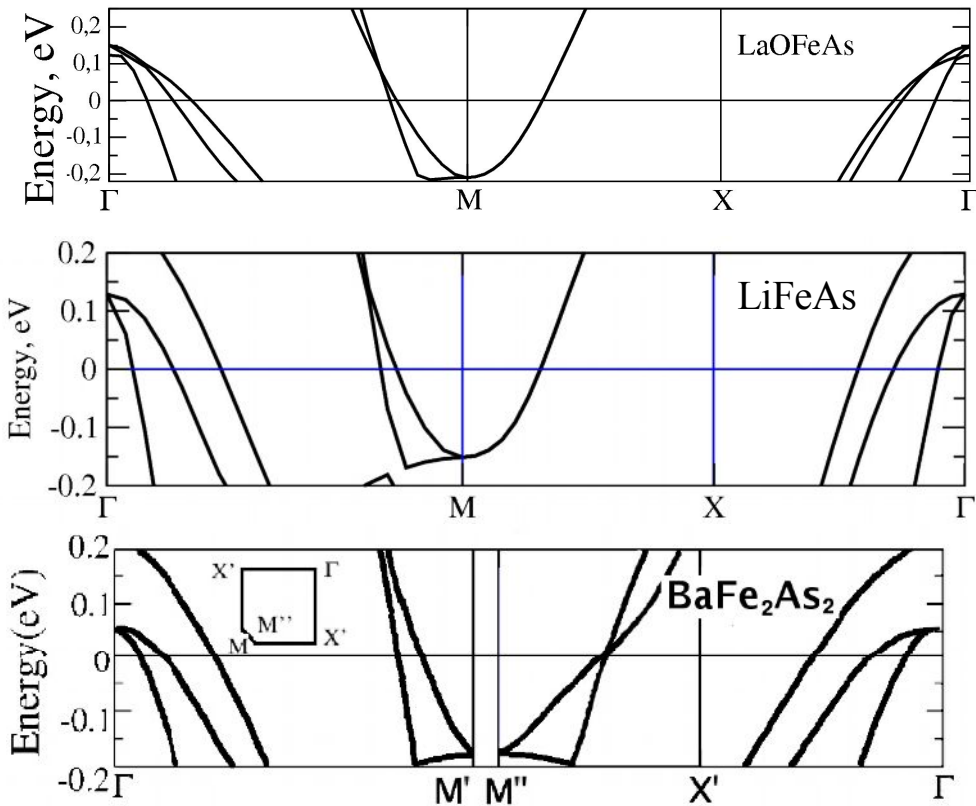 Energy, eV
0,2
0,1
0
-0,1
-0,2
LaOFeAs
Γ M X Γ
Energy, eV
0.2
0.1
0
-0.1
-0.2
LiFeAs
Γ M X Γ
Energy(eV)
0.2
0.1
0
-0.1
-0.2
X' Γ
M''
M' X'
BaFe₂As₂
Γ M' M'' X' Γ